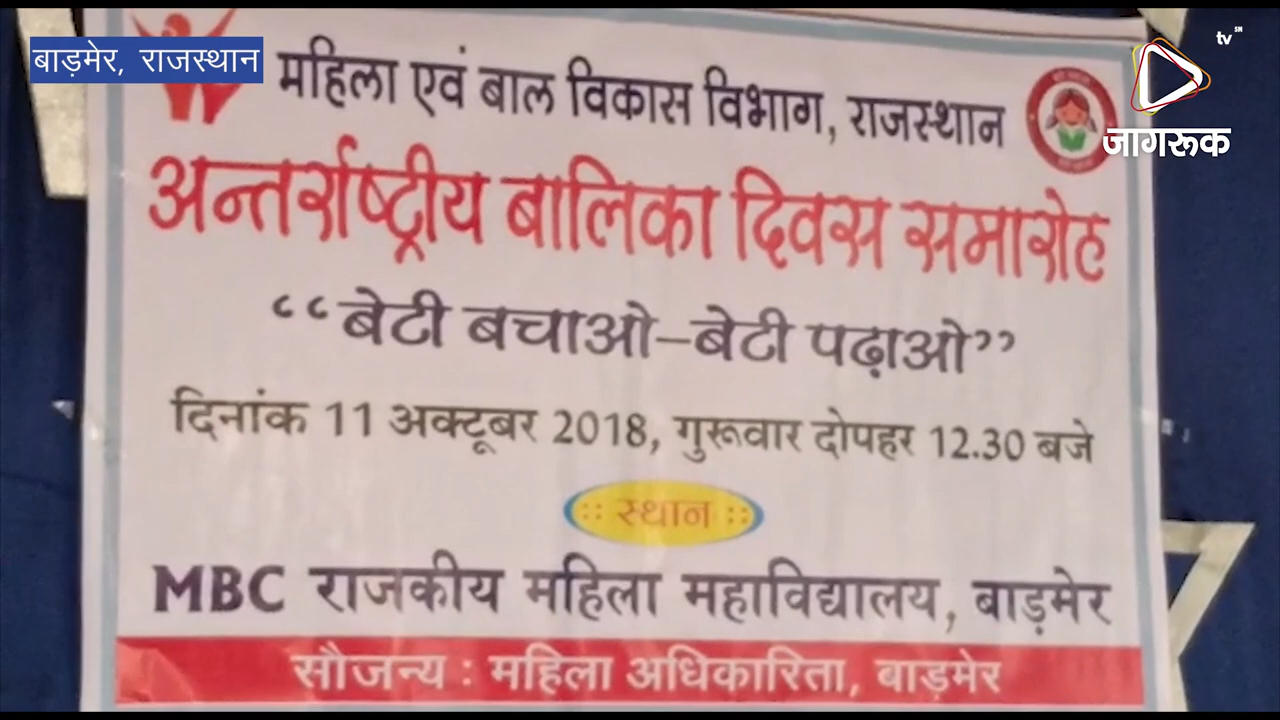 बाड़मेर, राजस्थान
tv SM
जागरूक
महिला एवं बाल विकास विभाग, राजस्थान
अन्तर्राष्ट्रीय बालिका दिवस समारोह
“बेटी बचाओ–बेटी पढ़ाओ”
दिनांक 11 अक्टूबर 2018, गुरूवार दोपहर 12.30 बजे
:: स्थान ::
MBC राजकीय महिला महाविद्यालय, बाड़मेर
सौजन्य : महिला अधिकारिता, बाड़मेर